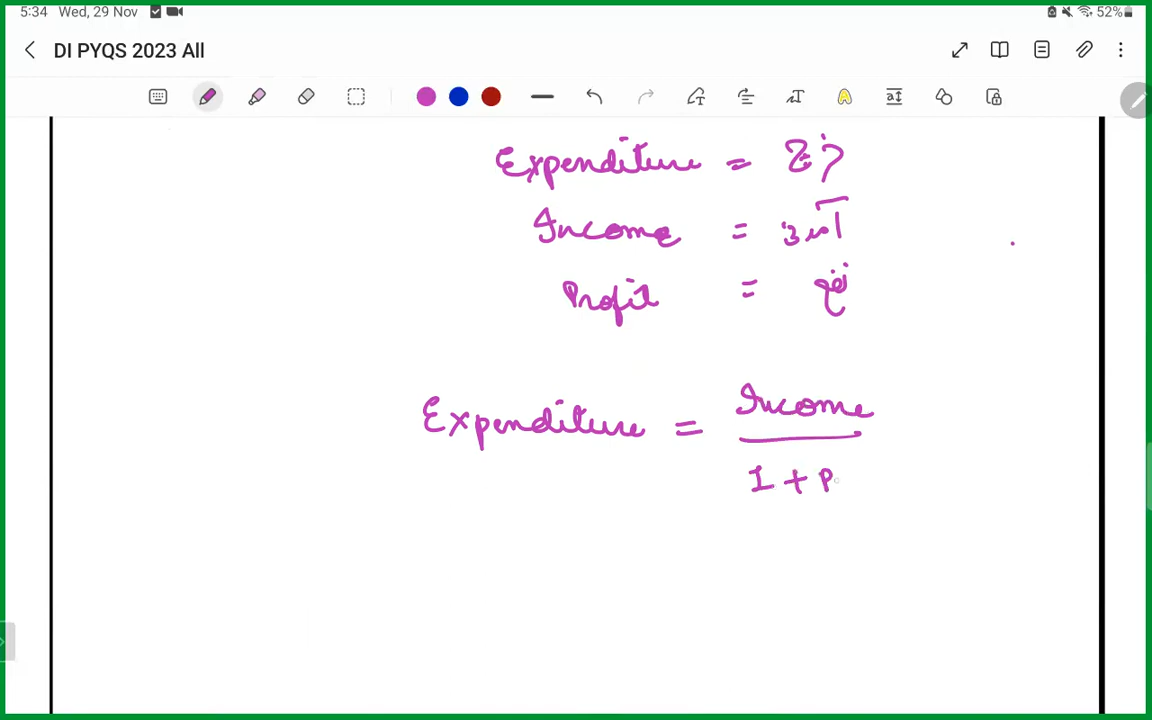 5:34 Wed, 29 Nov 52%
DI PYQS 2023 All
Expenditure =
Income =
Profit =
Expenditure = Income
1 + P